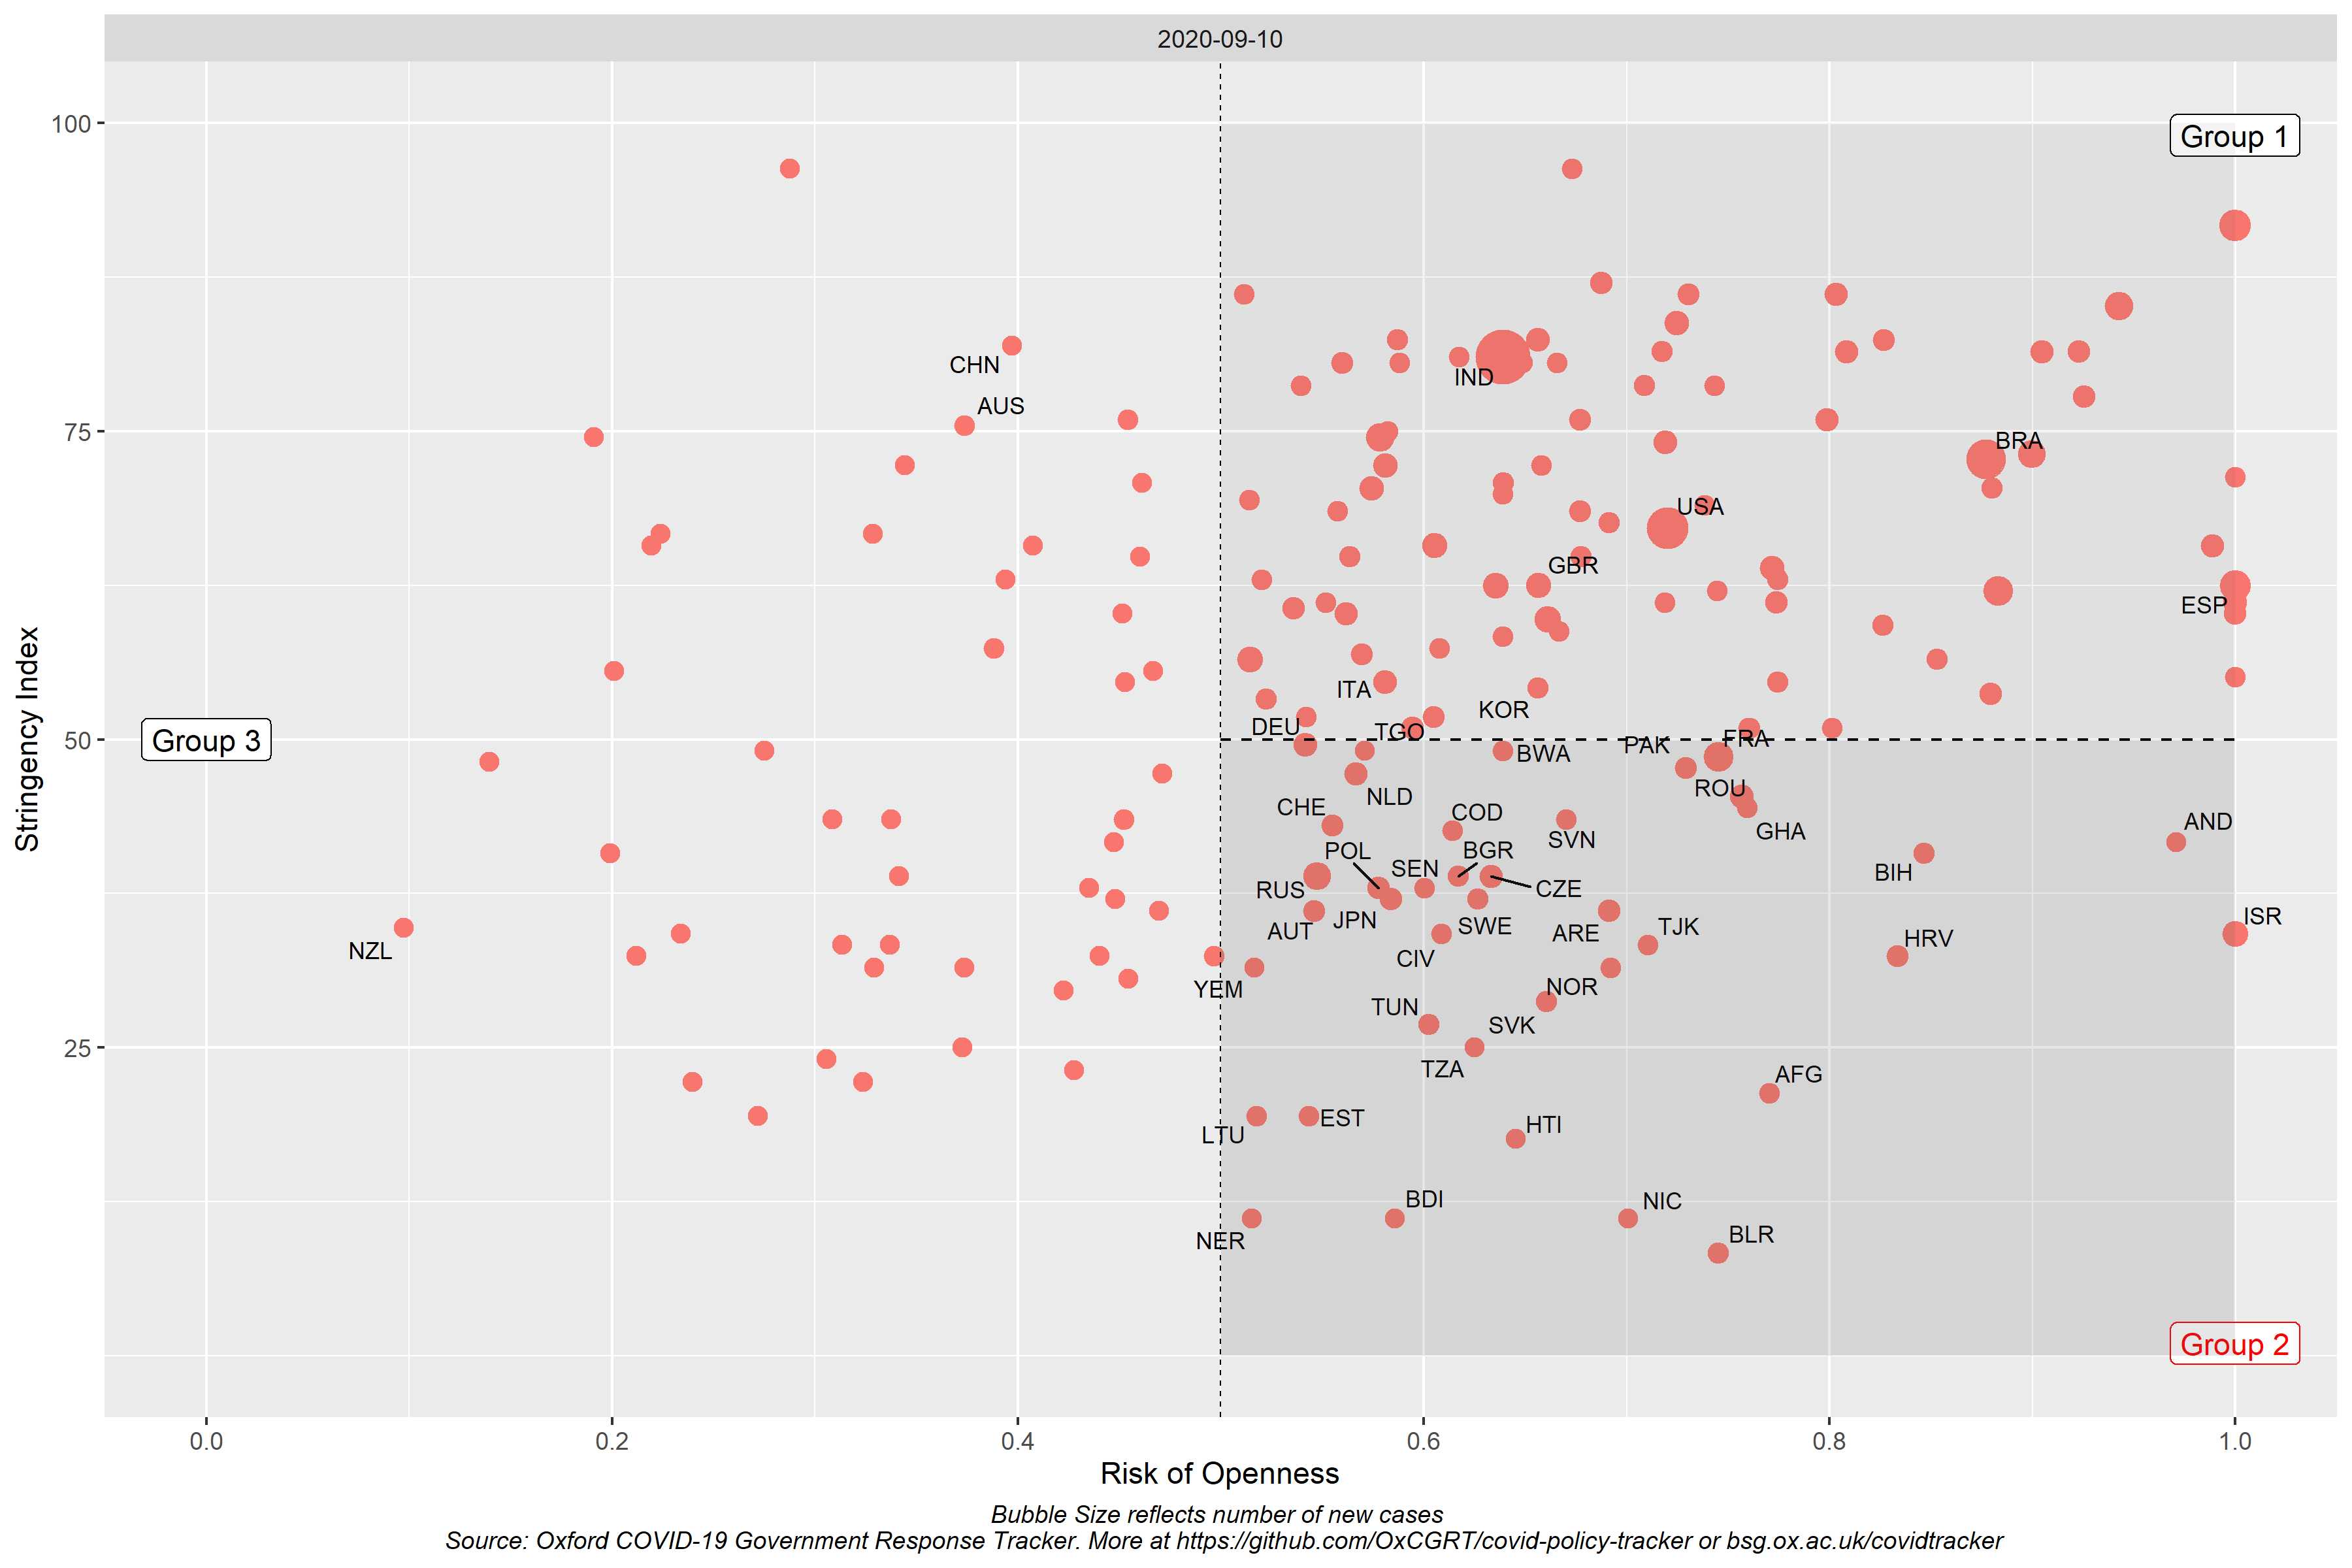 2020-09-10
100
Group 1
CHN
IND
AUS
75
BRA
USA
GBR
ESP
ITA
KOR
DEU
TGO
50
Group 3
PAK
FRA
BWA
ROU
NLD
CHE
COD
AND
GHA
SVN
POL
BGR
SEN
BIH
RUS
CZE
ISR
JPN
SWE
TJK
AUT
ARE
HRV
NZL
CIV
YEM
NOR
TUN
SVK
25
TZA
AFG
EST
HTI
LTU
BDI
NIC
NER
BLR
Group 2
Stringency Index
0.0 0.2 0.4 0.6 0.8 1.0
Risk of Openness
Bubble Size reflects number of new cases
Source: Oxford COVID-19 Government Response Tracker. More at https://github.com/OxCGRT/covid-policy-tracker or bsg.ox.ac.uk/covidtracker